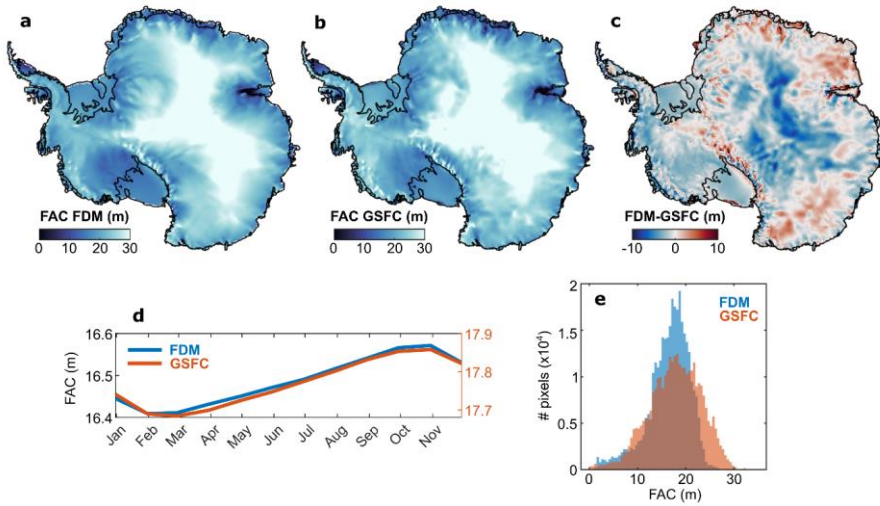 a
b
c
FAC FDM (m)
0 10 20 30
FAC GSFC (m)
0 10 20 30
FDM-GSFC (m)
-10 0 10
d
FDM
GSFC
FAC (m)
16.6
16.5
16.4
17.9
17.8
17.7
Jan Feb Mar Apr May Jun Jul Aug Sep Oct Nov
e
FDM
GSFC
# pixels (x10⁴)
2
1.5
1
0.5
0
0 10 20 30
FAC (m)